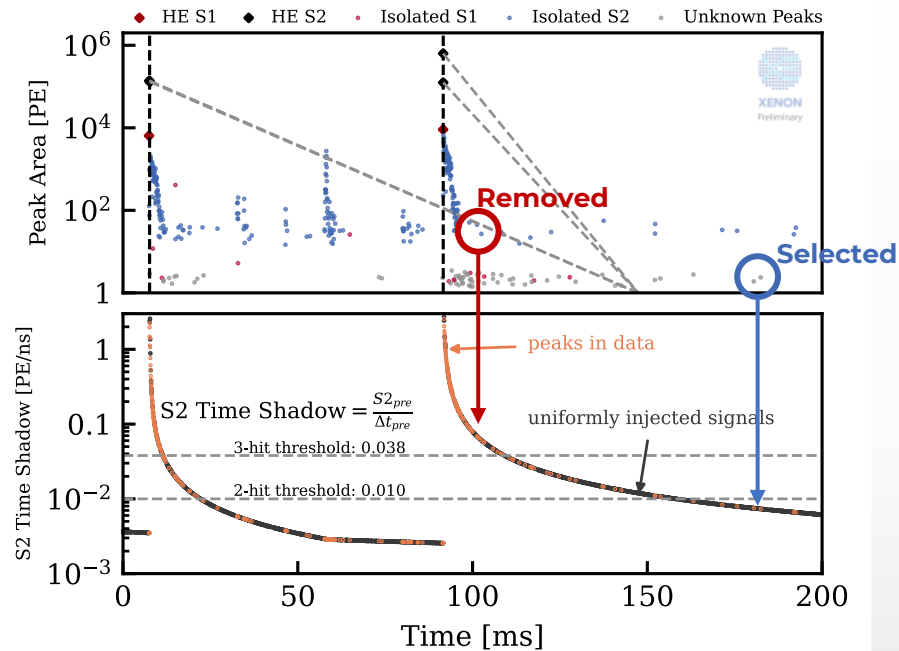 HE S1 HE S2 Isolated S1 Isolated S2 Unknown Peaks
10^6
10^4
10^2
1
Peak Area [PE]
XENON
Preliminary
Removed
Selected
1
0.1
10^−2
10^−3
S2 Time Shadow [PE/ns]
peaks in data
S2 Time Shadow = S2_pre / Δt_pre
uniformly injected signals
3-hit threshold: 0.038
2-hit threshold: 0.010
0 50 100 150 200
Time [ms]